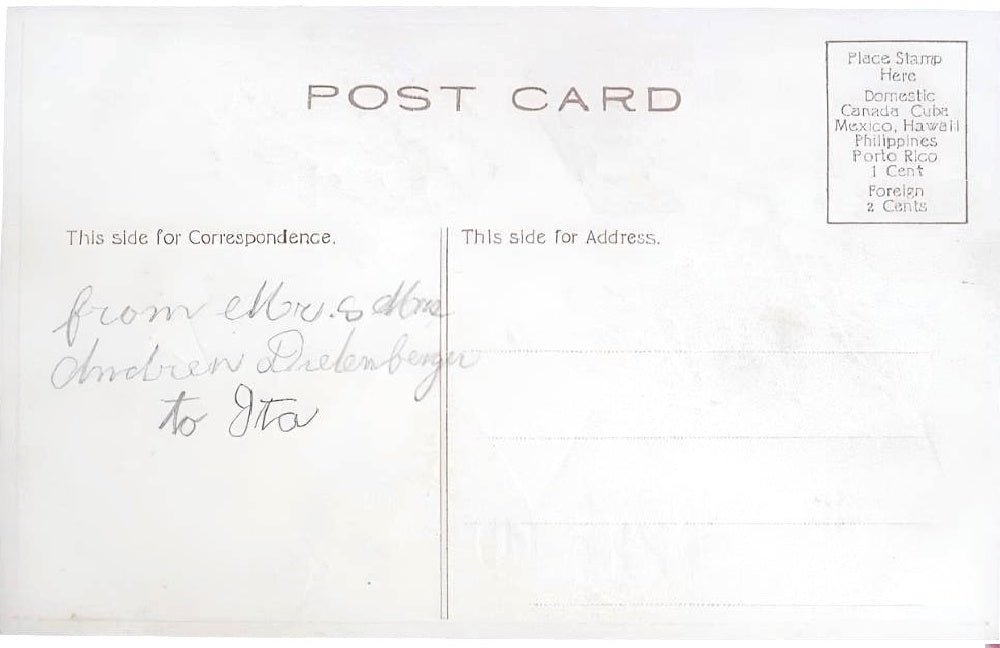 POST CARD
Place Stamp
Here
Domestic
Canada Cuba
Mexico, Hawaii
Philippines
Porto Rico
1 Cent
Foreign
2 Cents
This side for Correspondence.
This side for Address.
from Mr. & Mrs
Andrew
to Ita